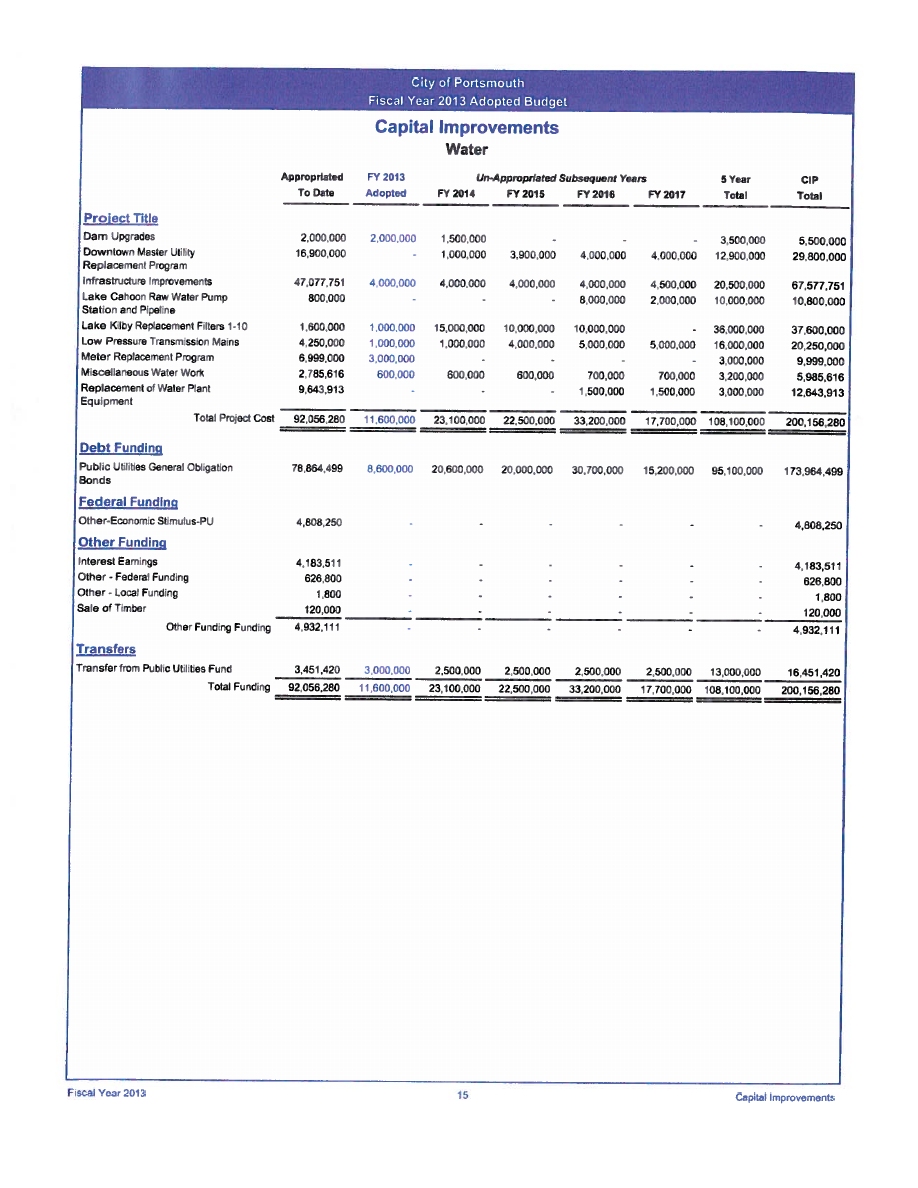 City of Portsmouth
Fiscal Year 2013 Adopted Budget
Capital Improvements
Water
Appropriated FY 2013 Un-Appropriated Subsequent Years 5 Year CIP
To Date Adopted FY 2014 FY 2015 FY 2016 FY 2017 Total Total
Project Title
Dam Upgrades 2,000,000 2,000,000 1,500,000 - - - 3,500,000 5,500,000
Downtown Master Utility 16,900,000 - 1,000,000 3,900,000 4,000,000 4,000,000 12,900,000 29,800,000
Replacement Program
Infrastructure Improvements 47,077,751 4,000,000 4,000,000 4,000,000 4,000,000 4,500,000 20,500,000 67,577,751
Lake Cahoon Raw Water Pump 800,000 - - - 8,000,000 2,000,000 10,000,000 10,800,000
Station and Pipeline
Lake Kilby Replacement Filters 1-10 1,600,000 1,000,000 15,000,000 10,000,000 10,000,000 - 36,000,000 37,600,000
Low Pressure Transmission Mains 4,250,000 1,000,000 1,000,000 4,000,000 5,000,000 5,000,000 16,000,000 20,250,000
Meter Replacement Program 6,999,000 3,000,000 - - - - 3,000,000 9,999,000
Miscellaneous Water Work 2,785,616 600,000 600,000 600,000 700,000 700,000 3,200,000 5,985,616
Replacement of Water Plant 9,643,913 - - - 1,500,000 1,500,000 3,000,000 12,643,913
Equipment
Total Project Cost 92,056,280 11,600,000 23,100,000 22,500,000 33,200,000 17,700,000 108,100,000 200,156,280
Debt Funding
Public Utilities General Obligation 78,864,499 8,600,000 20,600,000 20,000,000 30,700,000 15,200,000 95,100,000 173,964,499
Bonds
Federal Funding
Other-Economic Stimulus-PU 4,808,250 - - - - - - 4,808,250
Other Funding
Interest Earnings 4,183,511 - - - - - - 4,183,511
Other - Federal Funding 626,800 - - - - - - 626,800
Other - Local Funding 1,800 - - - - - - 1,800
Sale of Timber 120,000 - - - - - - 120,000
Other Funding Funding 4,932,111 - - - - - - 4,932,111
Transfers
Transfer from Public Utilities Fund 3,451,420 3,000,000 2,500,000 2,500,000 2,500,000 2,500,000 13,000,000 16,451,420
Total Funding 92,056,280 11,600,000 23,100,000 22,500,000 33,200,000 17,700,000 108,100,000 200,156,280
Fiscal Year 2013 15 Capital Improvements